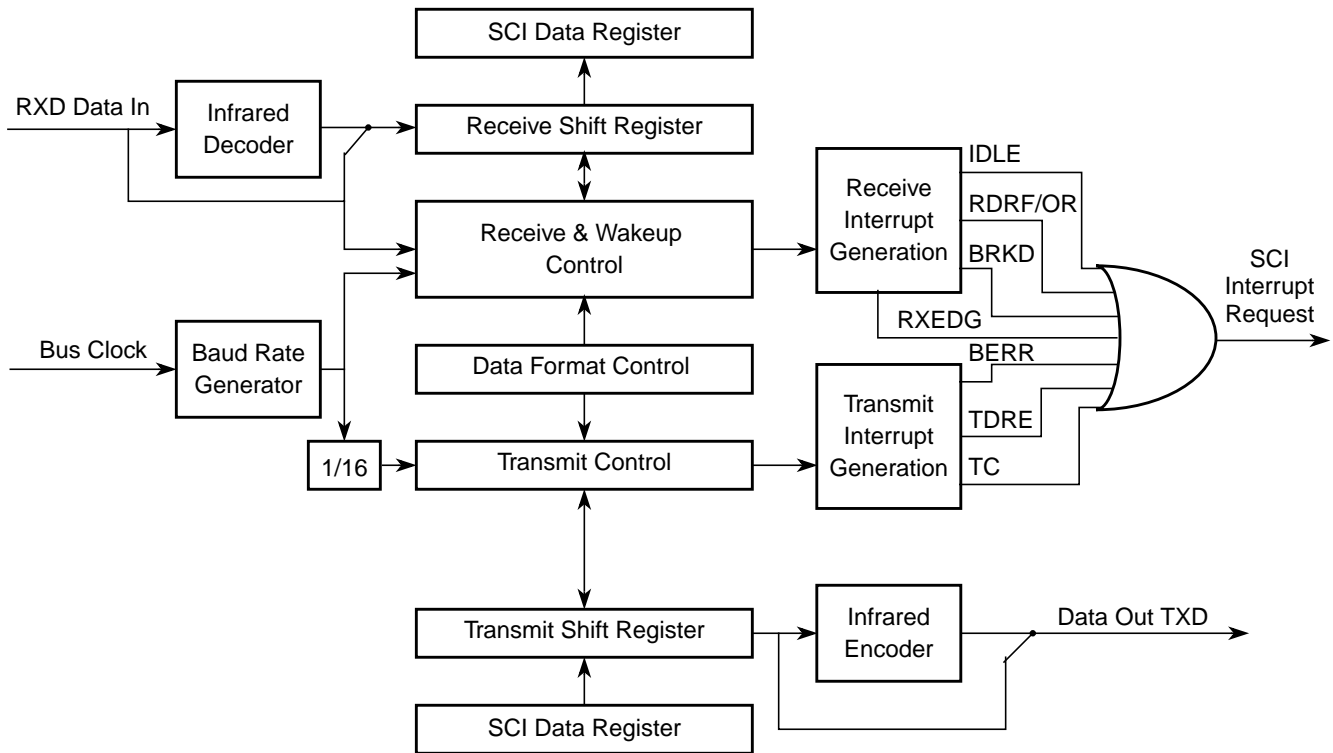 SCI Data Register
RXD Data In
Infrared
Decoder
Receive Shift Register
Receive & Wakeup
Control
Receive
Interrupt
Generation
IDLE
RDRF/OR
BRKD
RXEDG
SCI
Interrupt
Request
Bus Clock
Baud Rate
Generator
Data Format Control
BERR
Transmit
Interrupt
Generation
TDRE
TC
1/16
Transmit Control
Transmit Shift Register
Infrared
Encoder
Data Out TXD
SCI Data Register